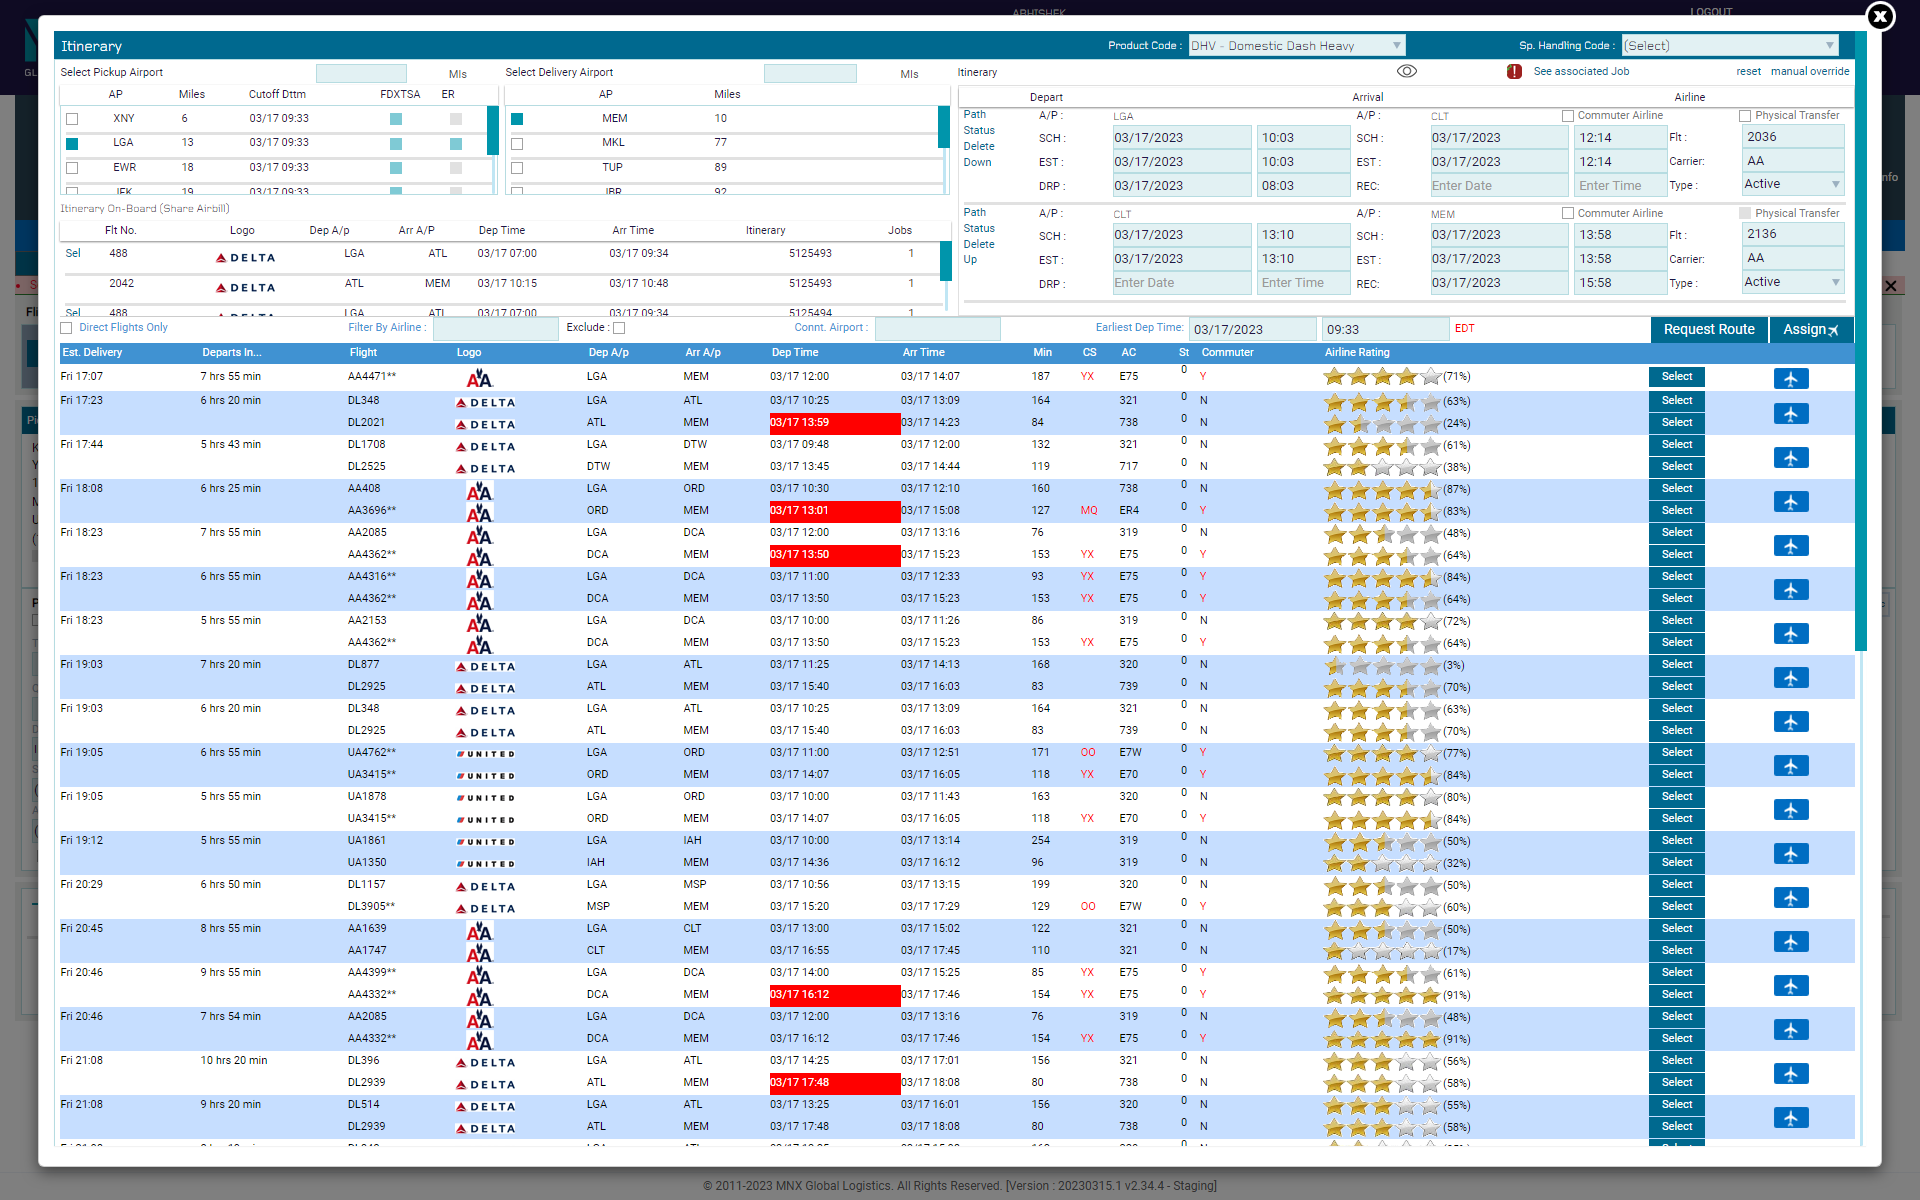 ABHISHEK LOGOUT
Itinerary Product Code : DHV - Domestic Dash Heavy Sp. Handling Code : (Select)
Select Pickup Airport Mls Select Delivery Airport Mls Itinerary See associated Job reset manual override
AP Miles Cutoff Dttm FDXTSA ER AP Miles Depart Arrival Airline
XNY 6 03/17 09:33 MEM 10
LGA 13 03/17 09:33 MKL 77
EWR 18 03/17 09:33 TUP 89
JFK 19 03/17 09:33 JBR 92
Path A/P : LGA A/P : CLT Commuter Airline Physical Transfer
Status SCH : 03/17/2023 10:03 SCH : 03/17/2023 12:14 Flt : 2036
Delete EST : 03/17/2023 10:03 EST : 03/17/2023 12:14 Carrier: AA
Down DRP : 03/17/2023 08:03 REC: Enter Date Enter Time Type : Active
Path A/P : CLT A/P : MEM Commuter Airline Physical Transfer
Status SCH : 03/17/2023 13:10 SCH : 03/17/2023 13:58 Flt : 2136
Delete EST : 03/17/2023 13:10 EST : 03/17/2023 13:58 Carrier: AA
Up DRP : Enter Date Enter Time REC: 03/17/2023 15:58 Type : Active
Itinerary On-Board (Share Airbill)
Flt No. Logo Dep A/p Arr A/P Dep Time Arr Time Itinerary Jobs
Sel 488 DELTA LGA ATL 03/17 07:00 03/17 09:34 5125493 1
2042 DELTA ATL MEM 03/17 10:15 03/17 10:48 5125493 1
Sel 488 DELTA LGA ATL 03/17 07:00 03/17 09:34 5125493 1
Direct Flights Only Filter By Airline : Exclude : Connt. Airport : Earliest Dep Time: 03/17/2023 09:33 EDT Request Route Assign
Est. Delivery Departs In... Flight Logo Dep A/p Arr A/p Dep Time Arr Time Min CS AC St Commuter Airline Rating
Fri 17:07 7 hrs 55 min AA4471** AA LGA MEM 03/17 12:00 03/17 14:07 187 YX E75 0 Y (71%) Select
Fri 17:23 6 hrs 20 min DL348 DELTA LGA ATL 03/17 10:25 03/17 13:09 164 321 0 N (63%) Select
DL2021 DELTA ATL MEM 03/17 13:59 03/17 14:23 84 738 0 N (24%) Select
Fri 17:44 5 hrs 43 min DL1708 DELTA LGA DTW 03/17 09:48 03/17 12:00 132 321 0 N (61%) Select
DL2525 DELTA DTW MEM 03/17 13:45 03/17 14:44 119 717 0 N (38%) Select
Fri 18:08 6 hrs 25 min AA408 AA LGA ORD 03/17 10:30 03/17 12:10 160 738 0 N (87%) Select
AA3696** AA ORD MEM 03/17 13:01 03/17 15:08 127 MQ ER4 0 Y (83%) Select
Fri 18:23 7 hrs 55 min AA2085 AA LGA DCA 03/17 12:00 03/17 13:16 76 319 0 N (48%) Select
AA4362** AA DCA MEM 03/17 13:50 03/17 15:23 153 YX E75 0 Y (64%) Select
Fri 18:23 6 hrs 55 min AA4316** AA LGA DCA 03/17 11:00 03/17 12:33 93 YX E75 0 Y (84%) Select
AA4362** AA DCA MEM 03/17 13:50 03/17 15:23 153 YX E75 0 Y (64%) Select
Fri 18:23 5 hrs 55 min AA2153 AA LGA DCA 03/17 10:00 03/17 11:26 86 319 0 N (72%) Select
AA4362** AA DCA MEM 03/17 13:50 03/17 15:23 153 YX E75 0 Y (64%) Select
Fri 19:03 7 hrs 20 min DL877 DELTA LGA ATL 03/17 11:25 03/17 14:13 168 320 0 N (3%) Select
DL2925 DELTA ATL MEM 03/17 15:40 03/17 16:03 83 739 0 N (70%) Select
Fri 19:03 6 hrs 20 min DL348 DELTA LGA ATL 03/17 10:25 03/17 13:09 164 321 0 N (63%) Select
DL2925 DELTA ATL MEM 03/17 15:40 03/17 16:03 83 739 0 N (70%) Select
Fri 19:05 6 hrs 55 min UA4762** UNITED LGA ORD 03/17 11:00 03/17 12:51 171 OO E7W 0 Y (77%) Select
UA3415** UNITED ORD MEM 03/17 14:07 03/17 16:05 118 YX E70 0 Y (84%) Select
Fri 19:05 5 hrs 55 min UA1878 UNITED LGA ORD 03/17 10:00 03/17 11:43 163 320 0 N (80%) Select
UA3415** UNITED ORD MEM 03/17 14:07 03/17 16:05 118 YX E70 0 Y (84%) Select
Fri 19:12 5 hrs 55 min UA1861 UNITED LGA IAH 03/17 10:00 03/17 13:14 254 319 0 N (50%) Select
UA1350 UNITED IAH MEM 03/17 14:36 03/17 16:12 96 319 0 N (32%) Select
Fri 20:29 6 hrs 50 min DL1157 DELTA LGA MSP 03/17 10:56 03/17 13:15 199 320 0 N (50%) Select
DL3905** DELTA MSP MEM 03/17 15:20 03/17 17:29 129 OO E7W 0 Y (60%) Select
Fri 20:45 8 hrs 55 min AA1639 AA LGA CLT 03/17 13:00 03/17 15:02 122 321 0 N (50%) Select
AA1747 AA CLT MEM 03/17 16:55 03/17 17:45 110 321 0 N (17%) Select
Fri 20:46 9 hrs 55 min AA4399** AA LGA DCA 03/17 14:00 03/17 15:25 85 YX E75 0 Y (61%) Select
AA4332** AA DCA MEM 03/17 16:12 03/17 17:46 154 YX E75 0 Y (91%) Select
Fri 20:46 7 hrs 54 min AA2085 AA LGA DCA 03/17 12:00 03/17 13:16 76 319 0 N (48%) Select
AA4332** AA DCA MEM 03/17 16:12 03/17 17:46 154 YX E75 0 Y (91%) Select
Fri 21:08 10 hrs 20 min DL396 DELTA LGA ATL 03/17 14:25 03/17 17:01 156 321 0 N (56%) Select
DL2939 DELTA ATL MEM 03/17 17:48 03/17 18:08 80 738 0 N (58%) Select
Fri 21:08 9 hrs 20 min DL514 DELTA LGA ATL 03/17 13:25 03/17 16:01 156 320 0 N (55%) Select
DL2939 DELTA ATL MEM 03/17 17:48 03/17 18:08 80 738 0 N (58%) Select
© 2011-2023 MNX Global Logistics. All Rights Reserved. [Version : 20230315.1 v2.34.4 - Staging]